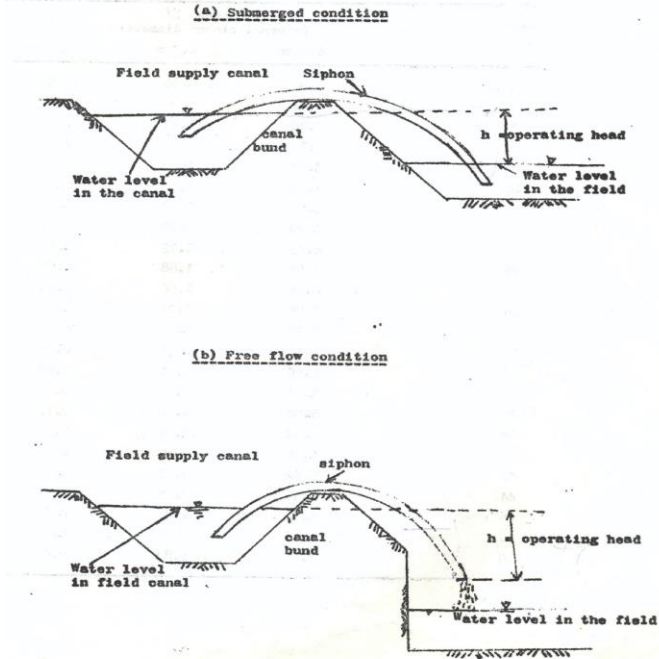 (a) Submerged condition
Field supply canal Siphon
canal
bund
h = operating head
Water level
in the canal
Water level
in the field
(b) Free flow condition
Field supply canal
siphon
canal
bund
h = operating head
Water level
in field canal
Water level in the field